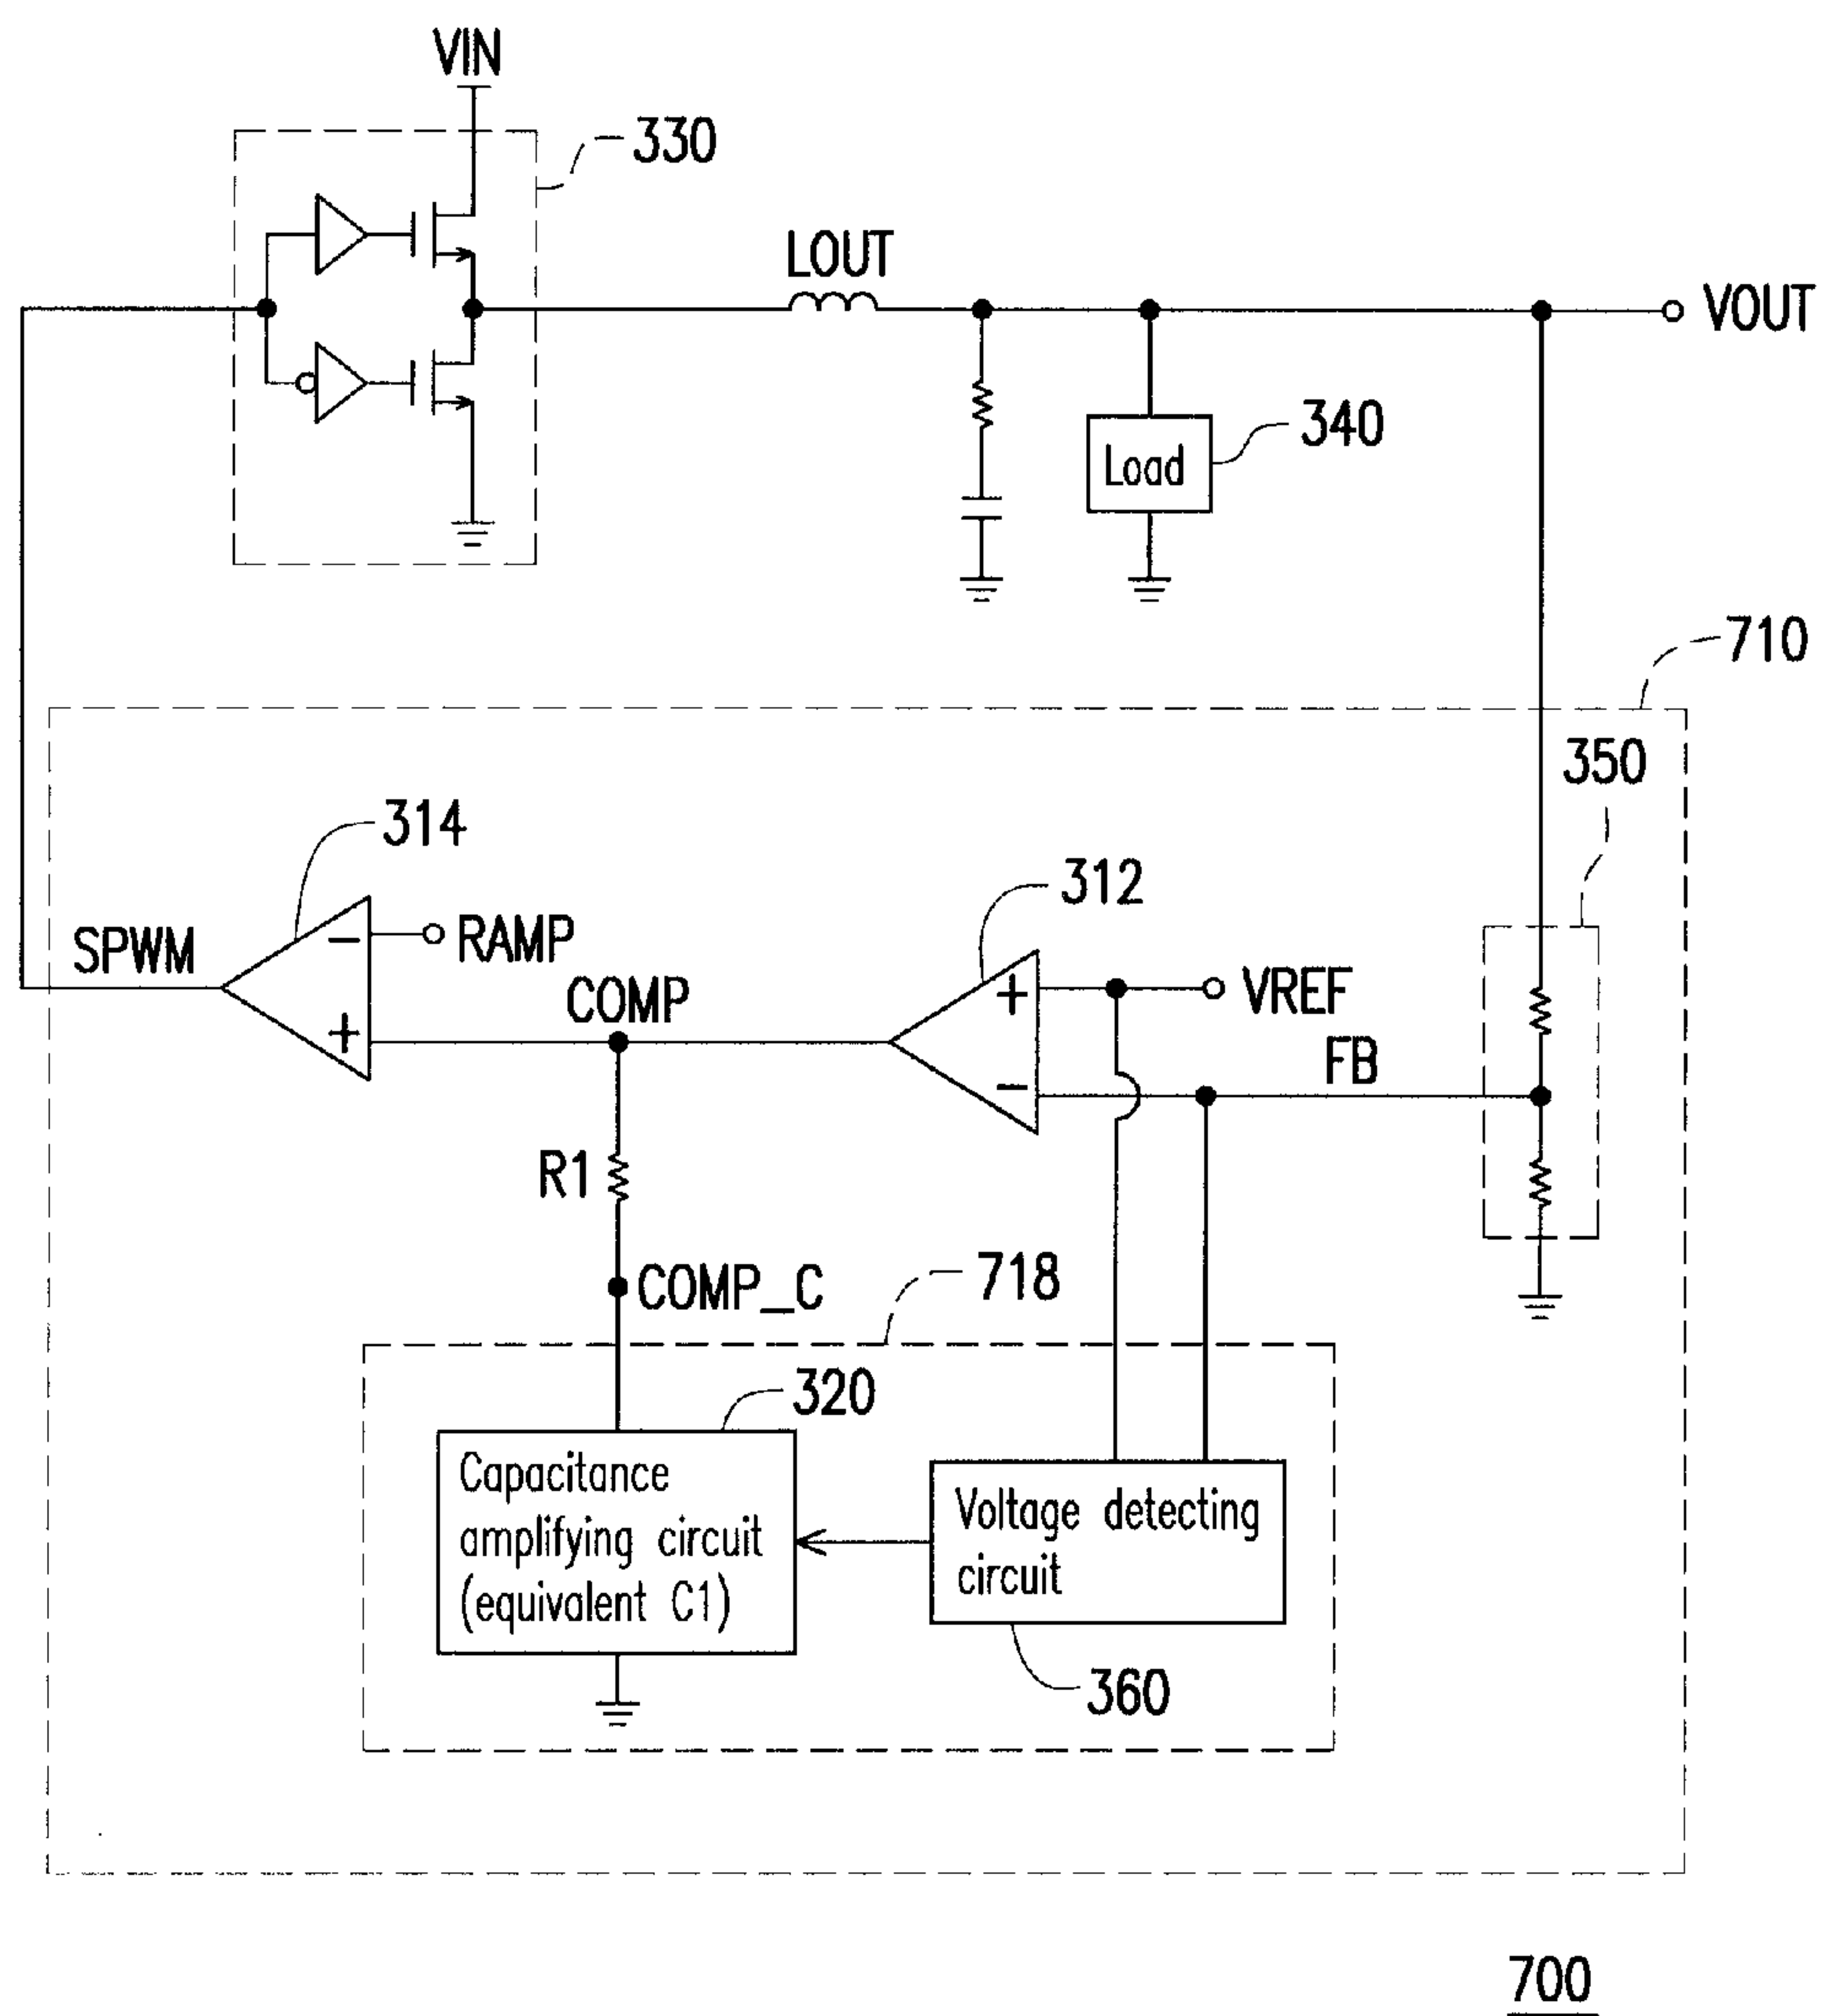 VIN
330
LOUT
VOUT
340
Load
710
350
314
312
SPWM
−
RAMP
COMP
+
+
VREF
−
FB
R1
COMP_C
718
320
Capacitance
amplifying circuit
(equivalent C1)
Voltage detecting
circuit
360
700